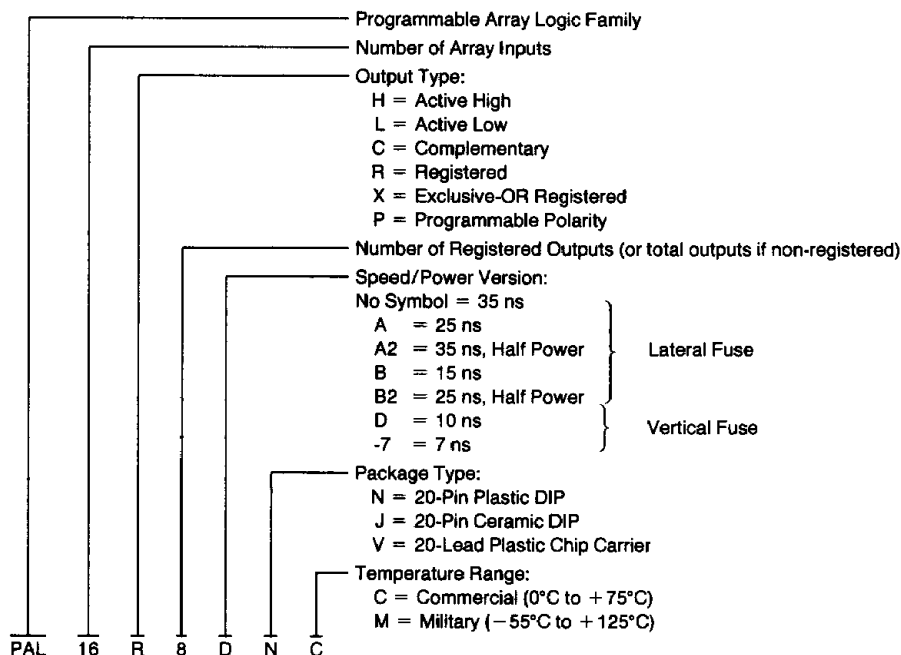 Programmable Array Logic Family
Number of Array Inputs
Output Type:
H = Active High
L = Active Low
C = Complementary
R = Registered
X = Exclusive-OR Registered
P = Programmable Polarity
Number of Registered Outputs (or total outputs if non-registered)
Speed/Power Version:
No Symbol = 35 ns
A = 25 ns
A2 = 35 ns, Half Power
B = 15 ns
B2 = 25 ns, Half Power
Lateral Fuse
D = 10 ns
-7 = 7 ns
Vertical Fuse
Package Type:
N = 20-Pin Plastic DIP
J = 20-Pin Ceramic DIP
V = 20-Lead Plastic Chip Carrier
Temperature Range:
C = Commercial (0°C to +75°C)
M = Military (−55°C to +125°C)
PAL 16 R 8 D N C